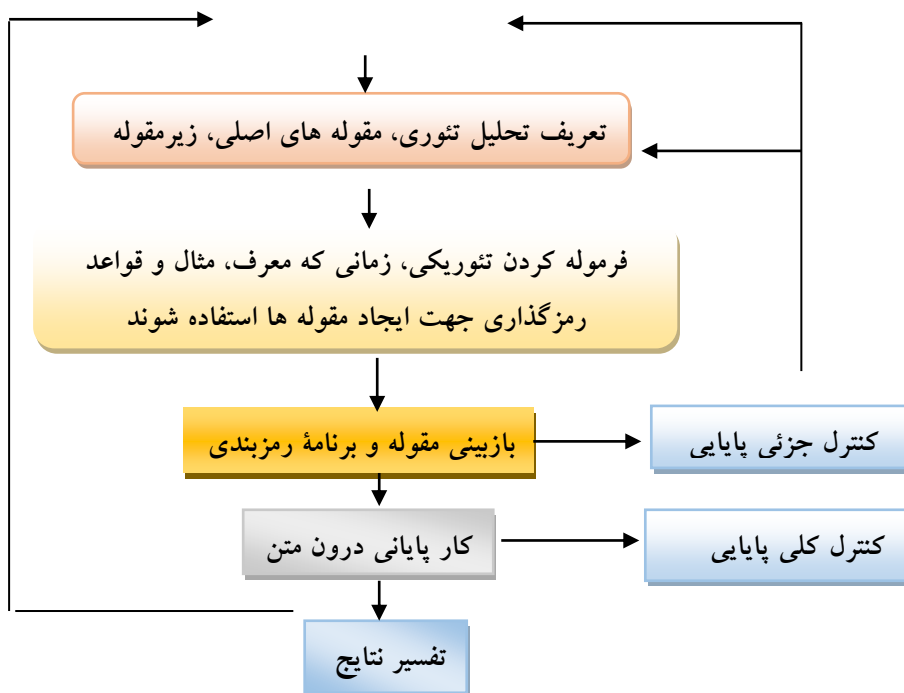 تعریف تحلیل تئوری، مقوله های اصلی، زیرمقوله
فرموله کردن تئوریکی، زمانی که معرف، مثال و قواعد
رمزگذاری جهت ایجاد مقوله ها استفاده شوند
بازبینی مقوله و برنامۀ رمزبندی
کنترل جزئی پایایی
کار پایانی درون متن
کنترل کلی پایایی
تفسیر نتایج